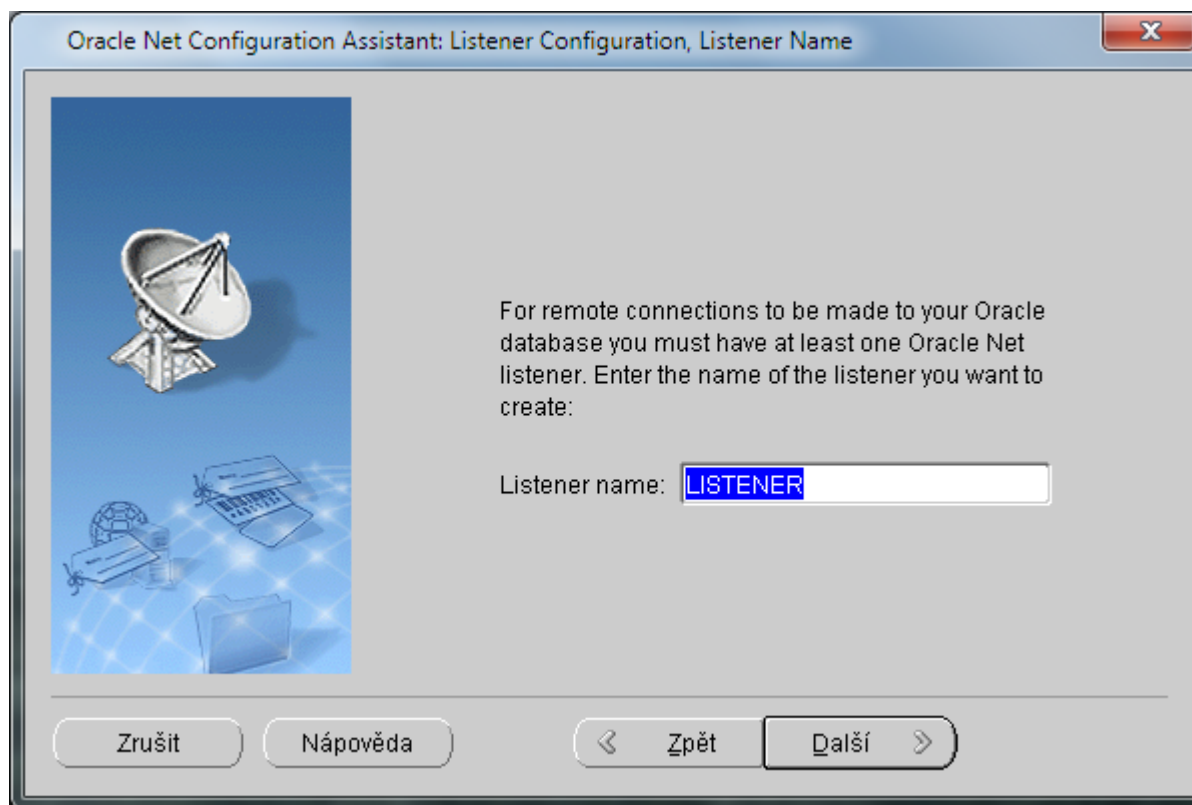 Oracle Net Configuration Assistant: Listener Configuration, Listener Name
For remote connections to be made to your Oracle
database you must have at least one Oracle Net
listener. Enter the name of the listener you want to
create:
Listener name: LISTENER
Zrušit Nápověda Zpět Další